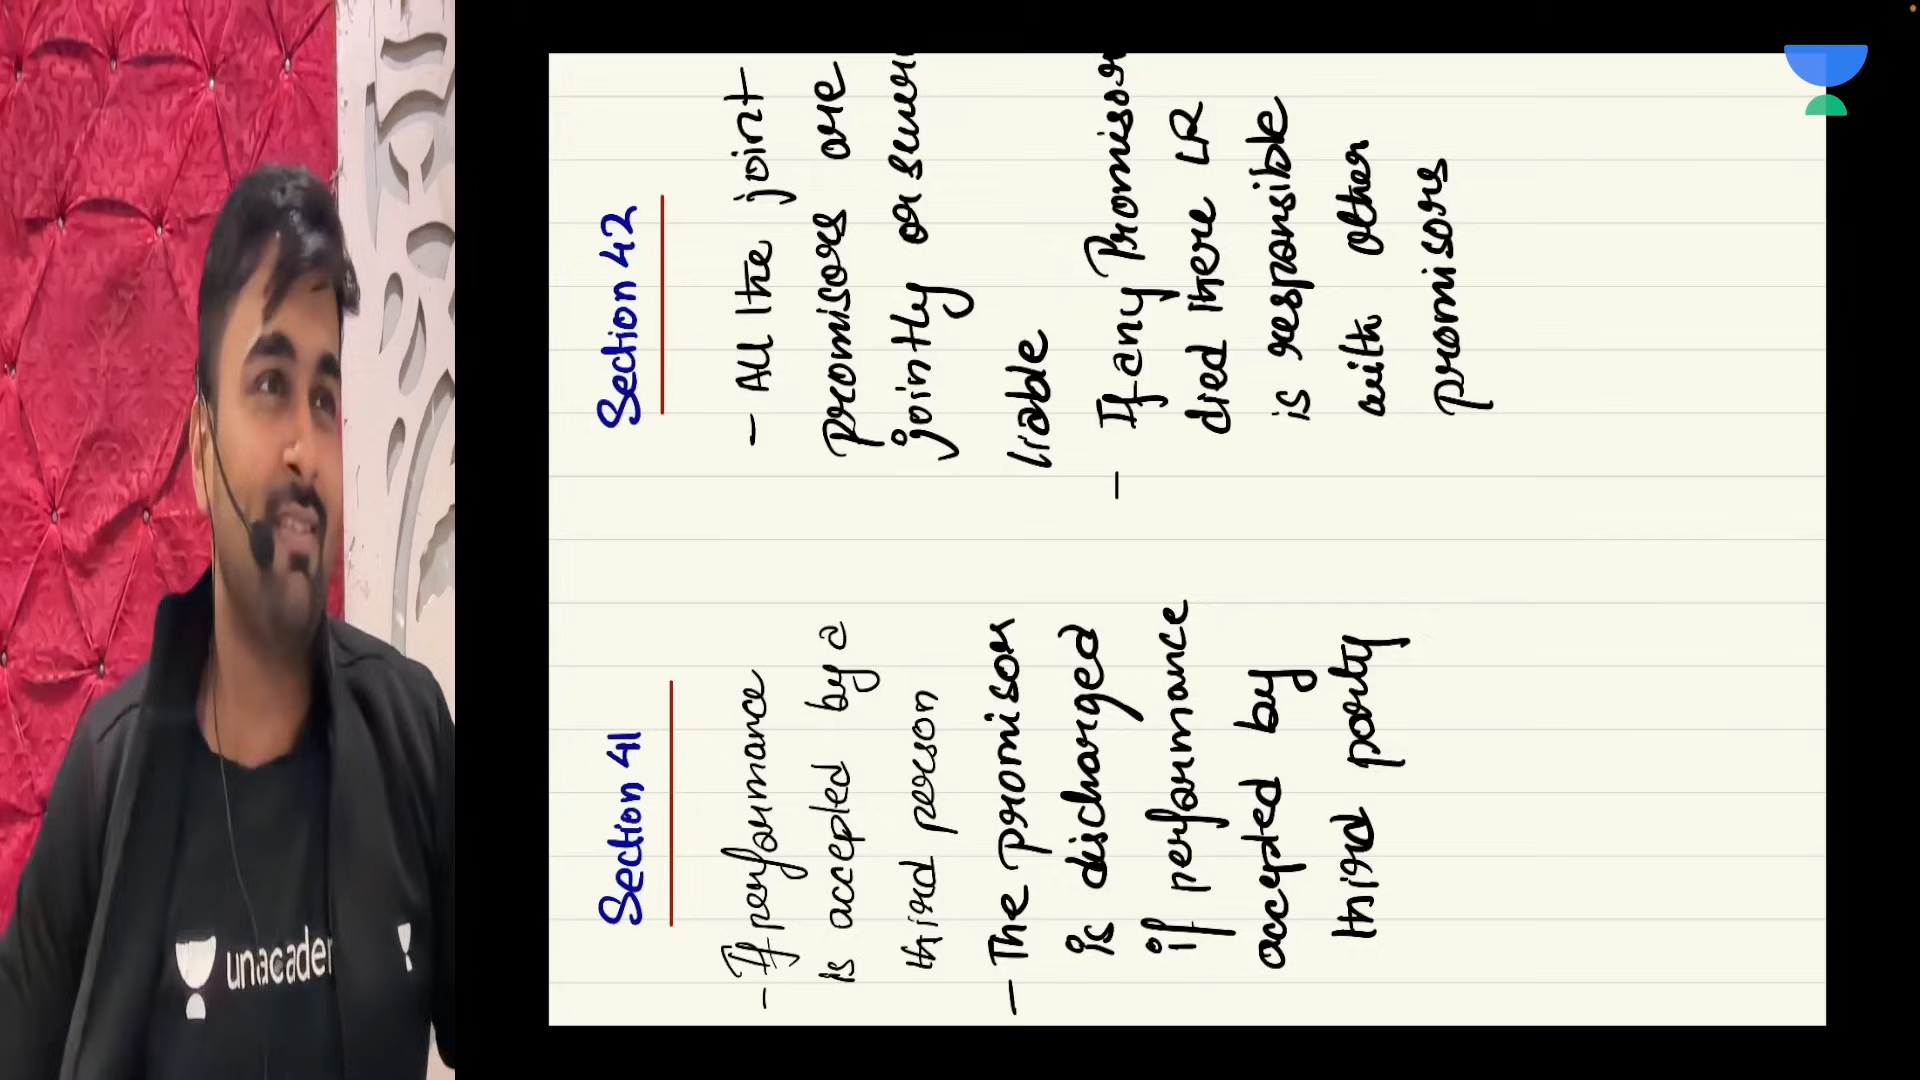 Section 41
- If performance
is accepted by a
third person
- The promisor
is discharged
if performance
accepted by
third party
Section 42
- All the joint
promisors are
jointly or
liable
- If any Promisor
died there LR
is responsible
with other
promisors
unacadem